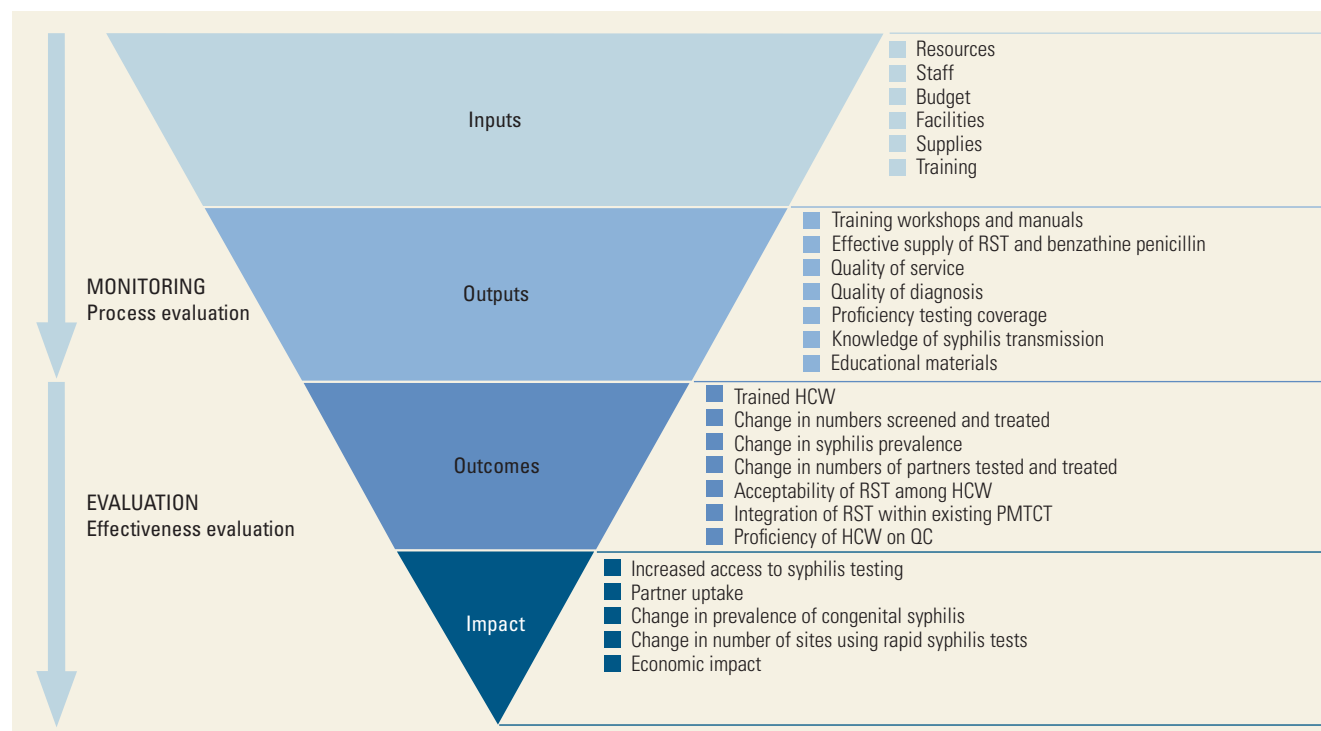 Inputs
Resources
Staff
Budget
Facilities
Supplies
Training
MONITORING
Process evaluation
Outputs
Training workshops and manuals
Effective supply of RST and benzathine penicillin
Quality of service
Quality of diagnosis
Proficiency testing coverage
Knowledge of syphilis transmission
Educational materials
EVALUATION
Effectiveness evaluation
Outcomes
Trained HCW
Change in numbers screened and treated
Change in syphilis prevalence
Change in numbers of partners tested and treated
Acceptability of RST among HCW
Integration of RST within existing PMTCT
Proficiency of HCW on QC
Impact
Increased access to syphilis testing
Partner uptake
Change in prevalence of congenital syphilis
Change in number of sites using rapid syphilis tests
Economic impact